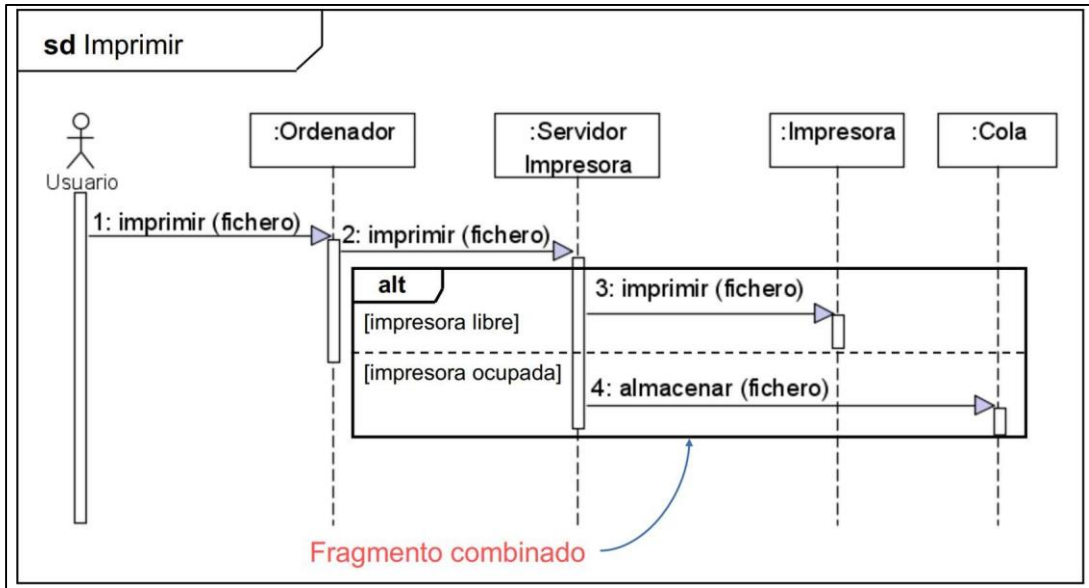 sd Imprimir
Usuario
:Ordenador
:Servidor
Impresora
:Impresora
:Cola
1: imprimir (fichero)
2: imprimir (fichero)
alt
3: imprimir (fichero)
[impresora libre]
[impresora ocupada]
4: almacenar (fichero)
Fragmento combinado